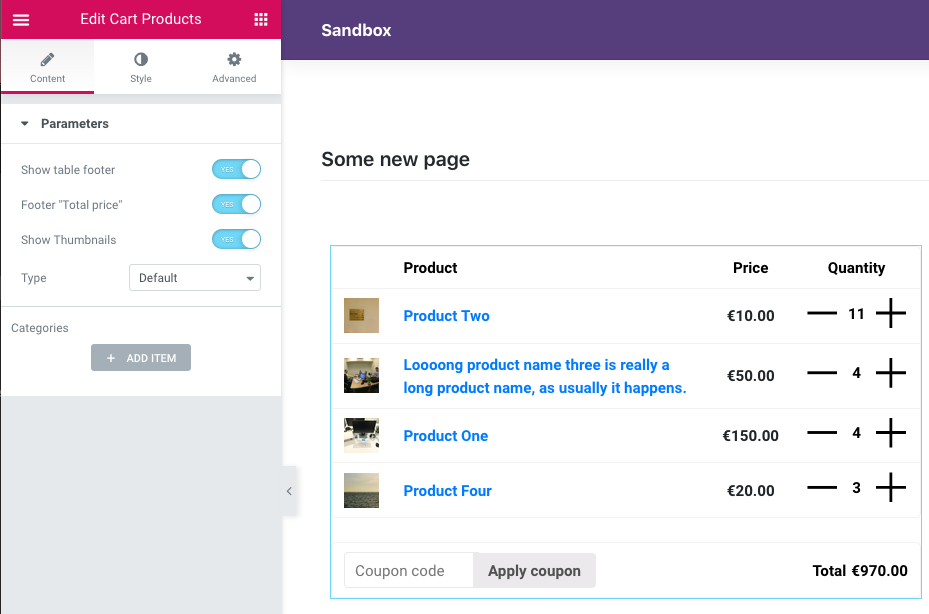 Edit Cart Products
Content
Style
Advanced
Parameters
Show table footer
YES
Footer "Total price"
YES
Show Thumbnails
YES
Type
Default
Categories
+ ADD ITEM
Sandbox
Some new page
Product Price Quantity
Product Two €10.00 11
Loooong product name three is really a
long product name, as usually it happens. €50.00 4
Product One €150.00 4
Product Four €20.00 3
Coupon code Apply coupon Total €970.00